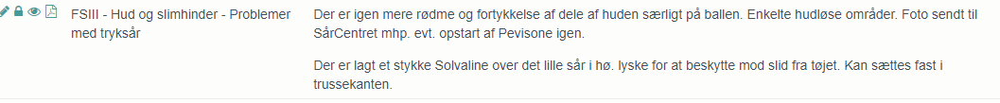 FSIII - Hud og slimhinder - Problemer
med tryksår
Der er igen mere rødme og fortykkelse af dele af huden særligt på ballen. Enkelte hudløse områder. Foto sendt til
SårCentret mhp. evt. opstart af Pevisone igen.
Der er lagt et stykke Solvaline over det lille sår i hø. lyske for at beskytte mod slid fra tøjet. Kan sættes fast i
trussekanten.